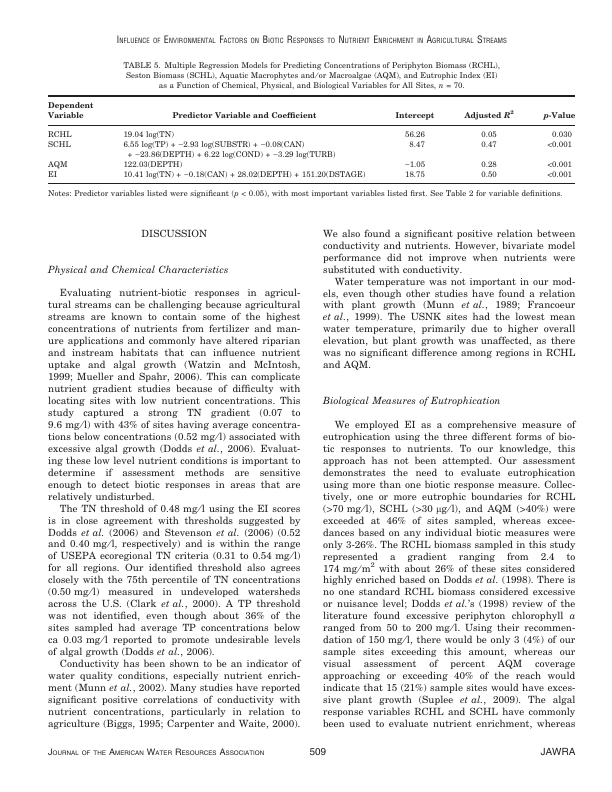 INFLUENCE OF ENVIRONMENTAL FACTORS ON BIOTIC RESPONSES TO NUTRIENT ENRICHMENT IN AGRICULTURAL STREAMS
TABLE 5. Multiple Regression Models for Predicting Concentrations of Periphyton Biomass (RCHL),
Seston Biomass (SCHL), Aquatic Macrophytes and/or Macroalgae (AQM), and Eutrophic Index (EI)
as a Function of Chemical, Physical, and Biological Variables for All Sites, n = 70.
Dependent
Variable Predictor Variable and Coefficient Intercept Adjusted R² p-Value
RCHL 19.04 log(TN) 56.26 0.05 0.030
SCHL 6.55 log(TP) + −2.93 log(SUBSTR) + −0.08(CAN) 8.47 0.47 <0.001
+ −23.86(DEPTH) + 6.22 log(COND) + −3.29 log(TURB)
AQM 122.03(DEPTH) −1.05 0.28 <0.001
EI 10.41 log(TN) + −0.18(CAN) + 28.02(DEPTH) + 151.20(DSTAGE) 18.75 0.50 <0.001
Notes: Predictor variables listed were significant (p < 0.05), with most important variables listed first. See Table 2 for variable definitions.
DISCUSSION
Physical and Chemical Characteristics
Evaluating nutrient-biotic responses in agricul-
tural streams can be challenging because agricultural
streams are known to contain some of the highest
concentrations of nutrients from fertilizer and man-
ure applications and commonly have altered riparian
and instream habitats that can influence nutrient
uptake and algal growth (Watzin and McIntosh,
1999; Mueller and Spahr, 2006). This can complicate
nutrient gradient studies because of difficulty with
locating sites with low nutrient concentrations. This
study captured a strong TN gradient (0.07 to
9.6 mg/l) with 43% of sites having average concentra-
tions below concentrations (0.52 mg/l) associated with
excessive algal growth (Dodds et al., 2006). Evaluat-
ing these low level nutrient conditions is important to
determine if assessment methods are sensitive
enough to detect biotic responses in areas that are
relatively undisturbed.
The TN threshold of 0.48 mg/l using the EI scores
is in close agreement with thresholds suggested by
Dodds et al. (2006) and Stevenson et al. (2006) (0.52
and 0.40 mg/l, respectively) and is within the range
of USEPA ecoregional TN criteria (0.31 to 0.54 mg/l)
for all regions. Our identified threshold also agrees
closely with the 75th percentile of TN concentrations
(0.50 mg/l) measured in undeveloped watersheds
across the U.S. (Clark et al., 2000). A TP threshold
was not identified, even though about 36% of the
sites sampled had average TP concentrations below
ca 0.03 mg/l reported to promote undesirable levels
of algal growth (Dodds et al., 2006).
Conductivity has been shown to be an indicator of
water quality conditions, especially nutrient enrich-
ment (Munn et al., 2002). Many studies have reported
significant positive correlations of conductivity with
nutrient concentrations, particularly in relation to
agriculture (Biggs, 1995; Carpenter and Waite, 2000).
We also found a significant positive relation between
conductivity and nutrients. However, bivariate model
performance did not improve when nutrients were
substituted with conductivity.
Water temperature was not important in our mod-
els, even though other studies have found a relation
with plant growth (Munn et al., 1989; Francoeur
et al., 1999). The USNK sites had the lowest mean
water temperature, primarily due to higher overall
elevation, but plant growth was unaffected, as there
was no significant difference among regions in RCHL
and AQM.
Biological Measures of Eutrophication
We employed EI as a comprehensive measure of
eutrophication using the three different forms of bio-
tic responses to nutrients. To our knowledge, this
approach has not been attempted. Our assessment
demonstrates the need to evaluate eutrophication
using more than one biotic response measure. Collec-
tively, one or more eutrophic boundaries for RCHL
(>70 mg/l), SCHL (>30 μg/l), and AQM (>40%) were
exceeded at 46% of sites sampled, whereas excee-
dances based on any individual biotic measures were
only 3-26%. The RCHL biomass sampled in this study
represented a gradient ranging from 2.4 to
174 mg/m² with about 26% of these sites considered
highly enriched based on Dodds et al. (1998). There is
no one standard RCHL biomass considered excessive
or nuisance level; Dodds et al.'s (1998) review of the
literature found excessive periphyton chlorophyll a
ranged from 50 to 200 mg/l. Using their recommen-
dation of 150 mg/l, there would be only 3 (4%) of our
sample sites exceeding this amount, whereas our
visual assessment of percent AQM coverage
approaching or exceeding 40% of the reach would
indicate that 15 (21%) sample sites would have exces-
sive plant growth (Suplee et al., 2009). The algal
response variables RCHL and SCHL have commonly
been used to evaluate nutrient enrichment, whereas
JOURNAL OF THE AMERICAN WATER RESOURCES ASSOCIATION 509 JAWRA